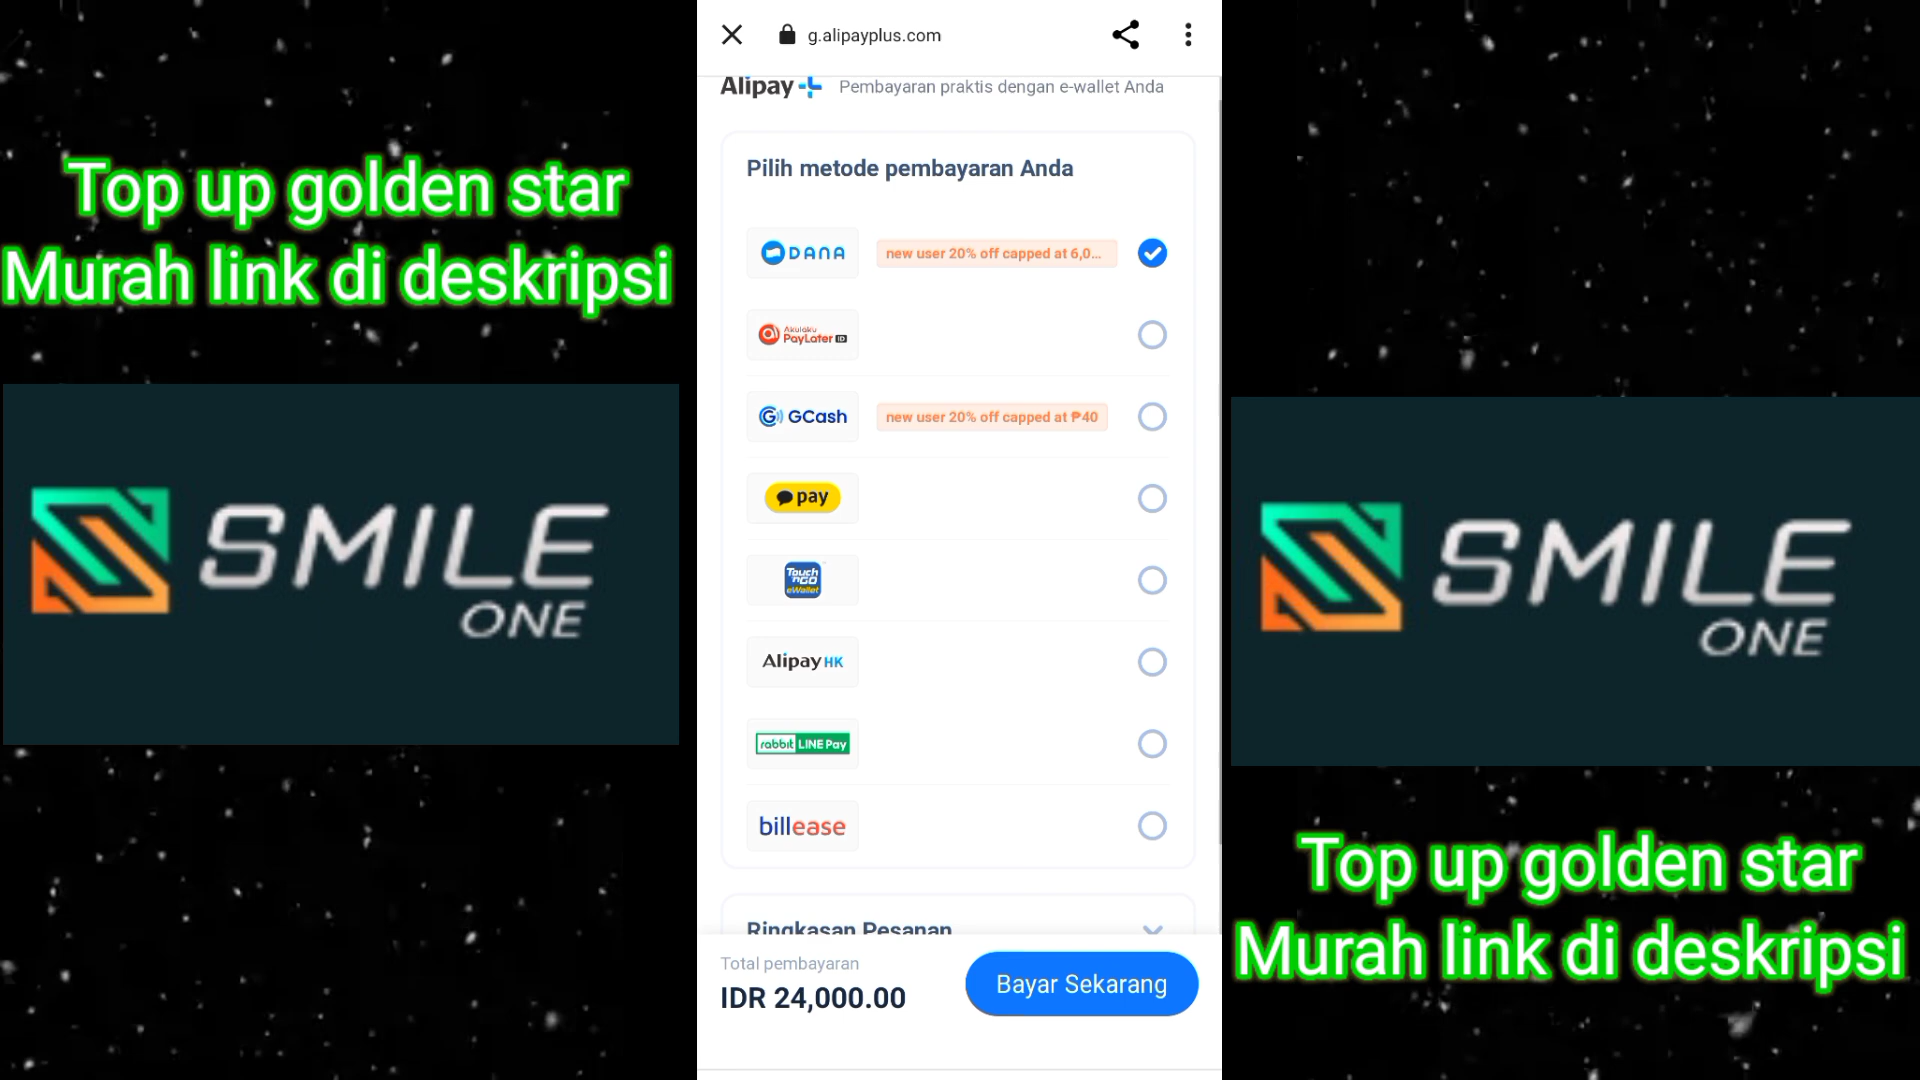 Top up golden star
Murah link di deskripsi
SMILE
ONE
g.alipayplus.com
Alipay+ Pembayaran praktis dengan e-wallet Anda
Pilih metode pembayaran Anda
DANA new user 20% off capped at 6,0...
Akulaku
PayLater ID
GCash new user 20% off capped at ₱40
pay
Touch
'nGO
eWallet
Alipay HK
rabbit LINE Pay
billease
Ringkasan Pesanan
Total pembayaran
IDR 24,000.00
Bayar Sekarang
SMILE
ONE
Top up golden star
Murah link di deskripsi